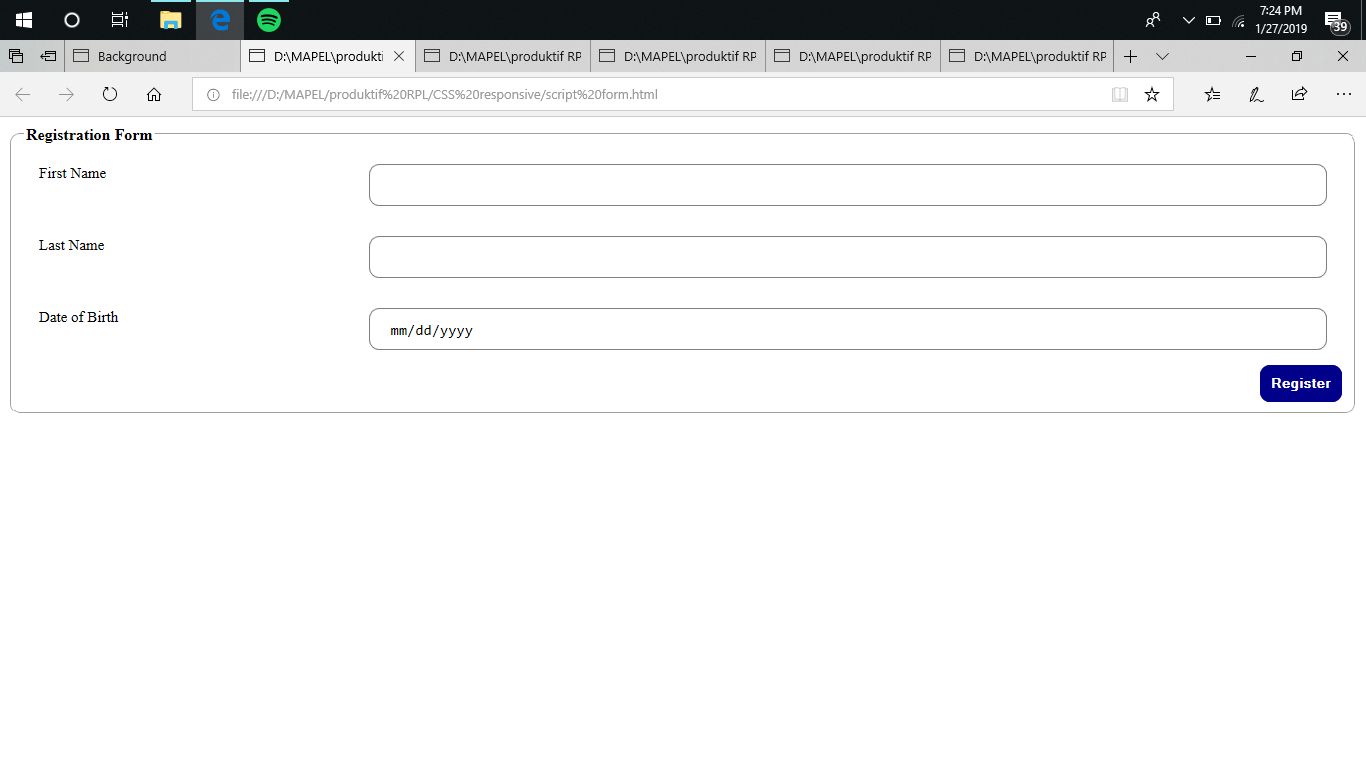 7:24 PM
1/27/2019
39
Background
D:\MAPEL\produkti
D:\MAPEL\produktif RP
D:\MAPEL\produktif RP
D:\MAPEL\produktif RP
D:\MAPEL\produktif RP
file:///D:/MAPEL/produktif%20RPL/CSS%20responsive/script%20form.html
Registration Form
First Name
Last Name
Date of Birth
mm/dd/yyyy
Register